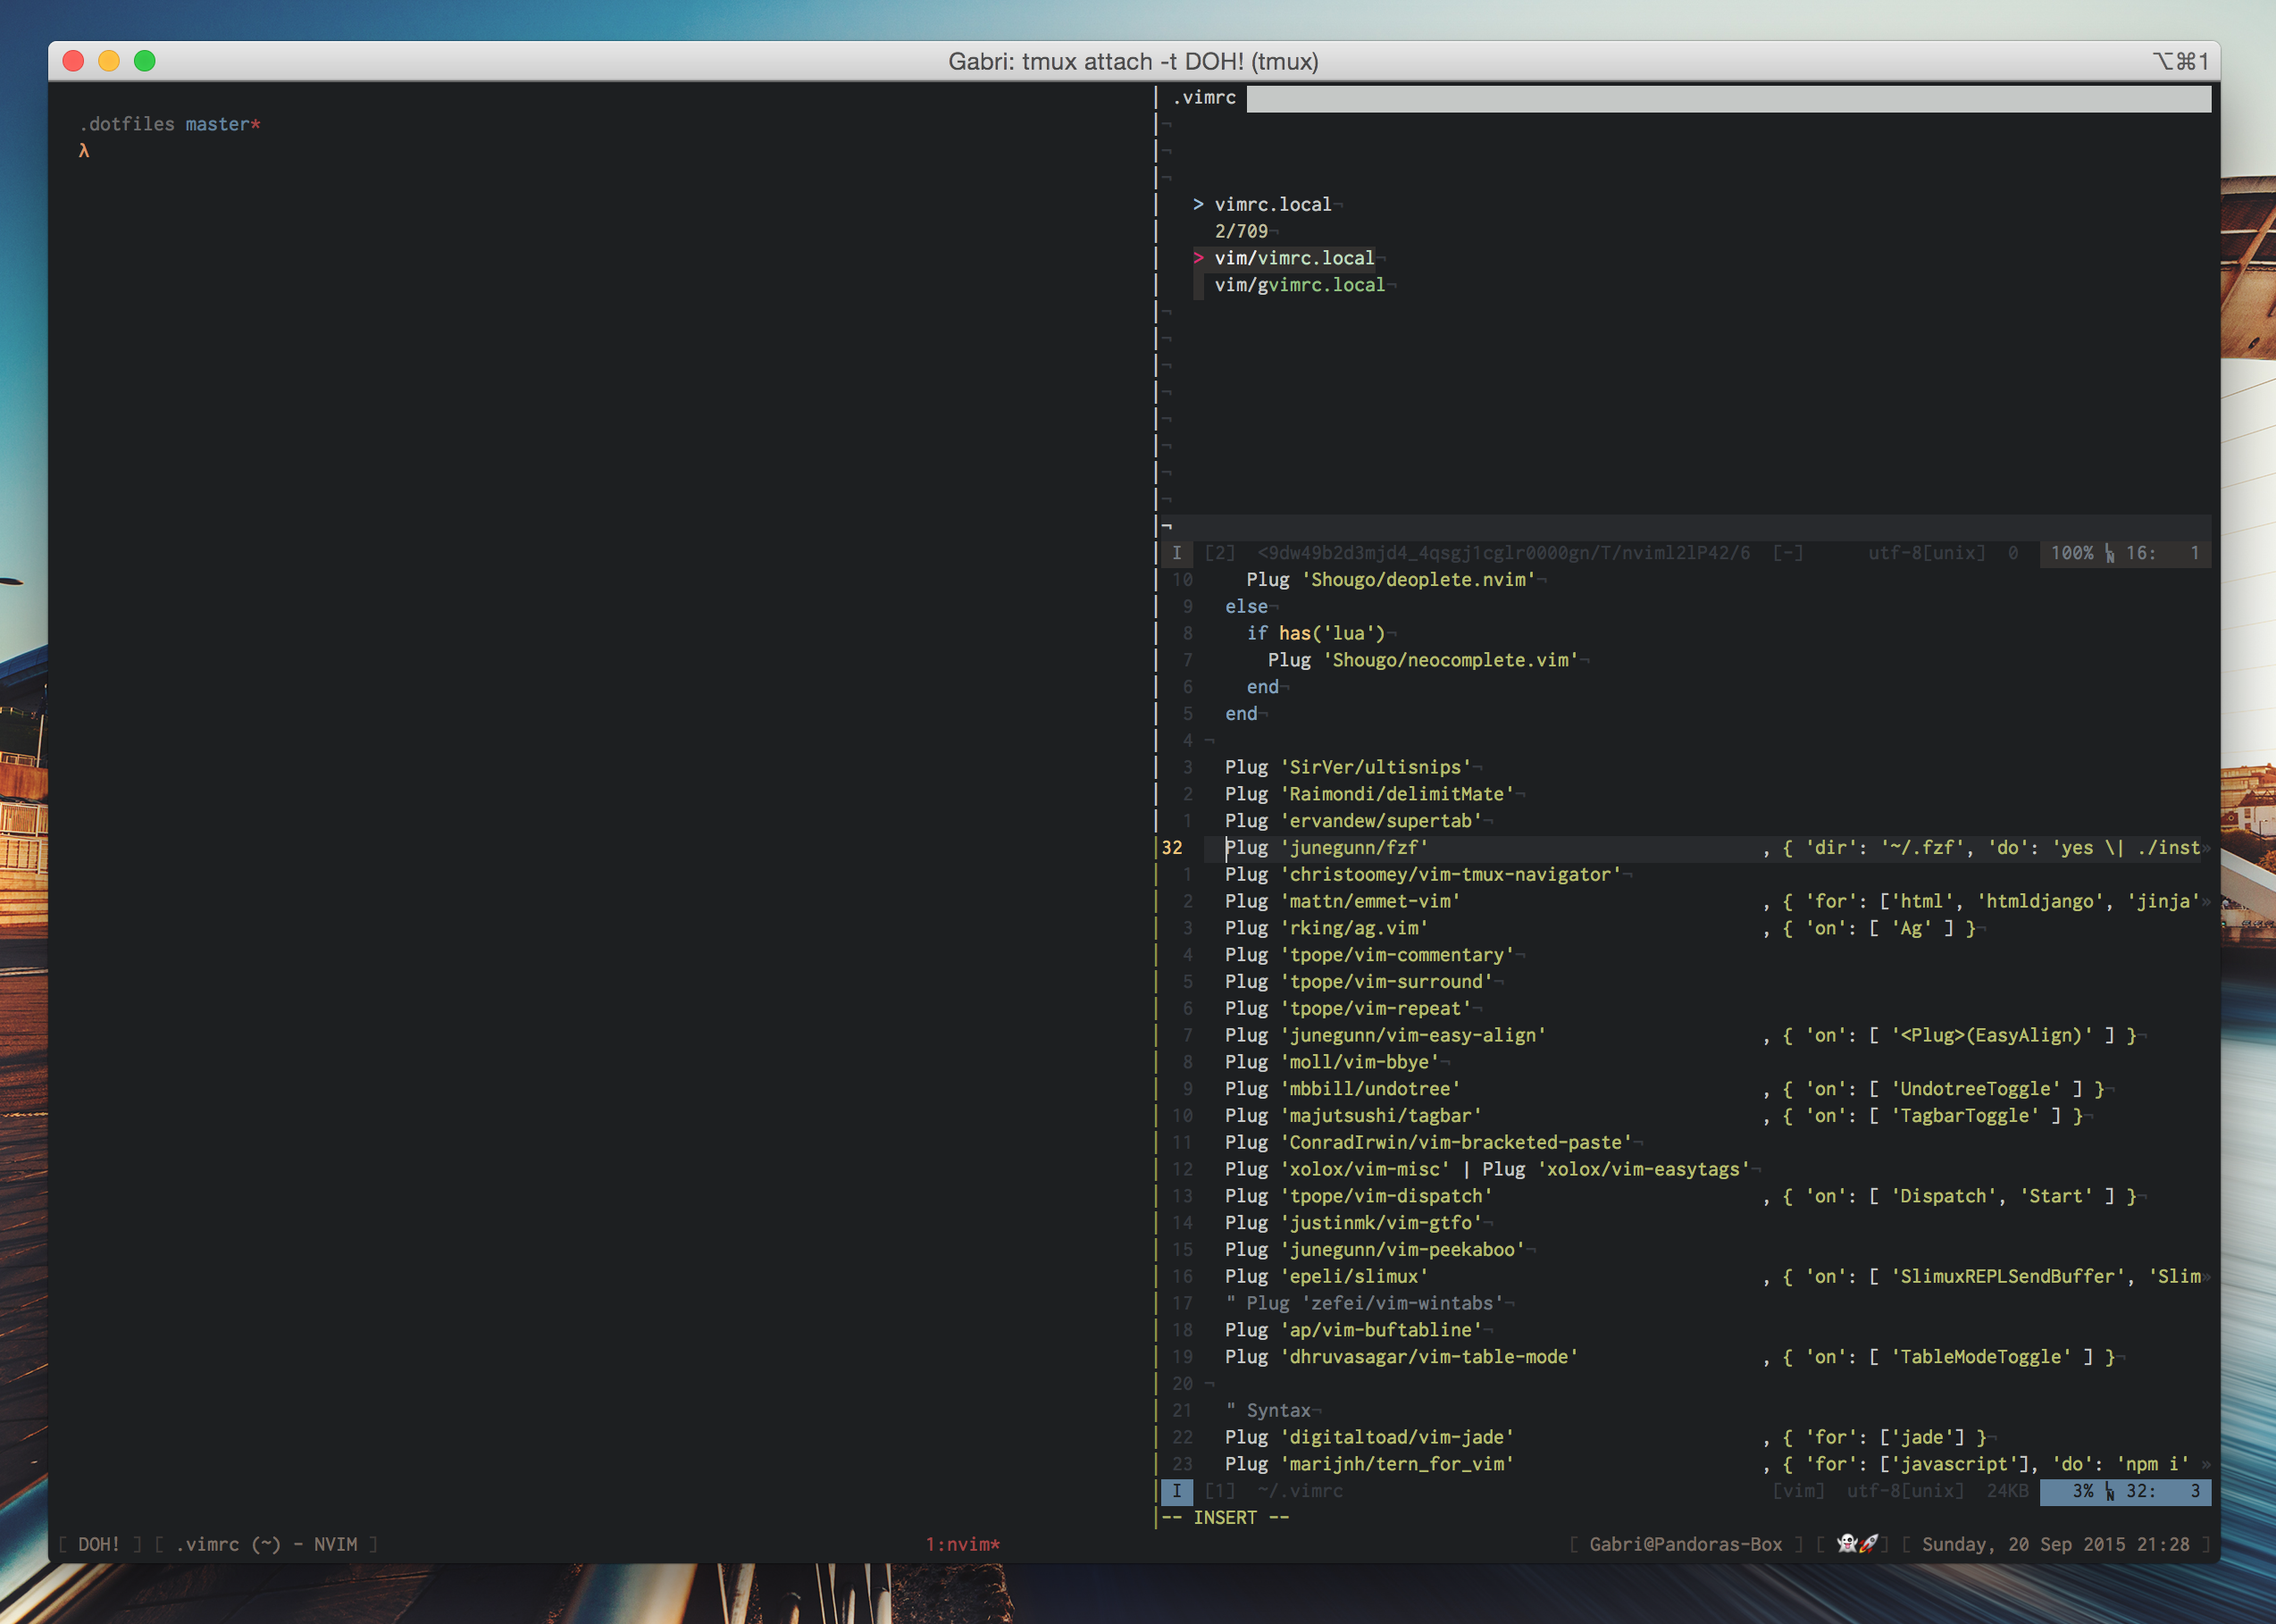 Gabri: tmux attach -t DOH! (tmux)
⌥⌘1
.dotfiles master*
λ
.vimrc
> vimrc.local¬
2/709¬
> vim/vimrc.local¬
vim/gvimrc.local¬
I [2] <9dw49b2d3mjd4_4qsgj1cglr0000gn/T/nviml2lP42/6 [-] utf-8[unix] 0 100% ␤ 16: 1
10 Plug 'Shougo/deoplete.nvim'¬
9 else¬
8 if has('lua')¬
7 Plug 'Shougo/neocomplete.vim'¬
6 end¬
5 end¬
4 ¬
3 Plug 'SirVer/ultisnips'¬
2 Plug 'Raimondi/delimitMate'¬
1 Plug 'ervandew/supertab'¬
32 Plug 'junegunn/fzf' , { 'dir': '~/.fzf', 'do': 'yes \| ./inst»
1 Plug 'christoomey/vim-tmux-navigator'¬
2 Plug 'mattn/emmet-vim' , { 'for': ['html', 'htmldjango', 'jinja'»
3 Plug 'rking/ag.vim' , { 'on': [ 'Ag' ] }¬
4 Plug 'tpope/vim-commentary'¬
5 Plug 'tpope/vim-surround'¬
6 Plug 'tpope/vim-repeat'¬
7 Plug 'junegunn/vim-easy-align' , { 'on': [ '<Plug>(EasyAlign)' ] }¬
8 Plug 'moll/vim-bbye'¬
9 Plug 'mbbill/undotree' , { 'on': [ 'UndotreeToggle' ] }¬
10 Plug 'majutsushi/tagbar' , { 'on': [ 'TagbarToggle' ] }¬
11 Plug 'ConradIrwin/vim-bracketed-paste'¬
12 Plug 'xolox/vim-misc' | Plug 'xolox/vim-easytags'¬
13 Plug 'tpope/vim-dispatch' , { 'on': [ 'Dispatch', 'Start' ] }¬
14 Plug 'justinmk/vim-gtfo'¬
15 Plug 'junegunn/vim-peekaboo'¬
16 Plug 'epeli/slimux' , { 'on': [ 'SlimuxREPLSendBuffer', 'Slim»
17 " Plug 'zefei/vim-wintabs'¬
18 Plug 'ap/vim-buftabline'¬
19 Plug 'dhruvasagar/vim-table-mode' , { 'on': [ 'TableModeToggle' ] }¬
20 ¬
21 " Syntax¬
22 Plug 'digitaltoad/vim-jade' , { 'for': ['jade'] }¬
23 Plug 'marijnh/tern_for_vim' , { 'for': ['javascript'], 'do': 'npm i' »
I [1] ~/.vimrc [vim] utf-8[unix] 24KB 3% ␤ 32: 3
-- INSERT --
[ DOH! ] [ .vimrc (~) - NVIM ] 1:nvim* [ Gabri@Pandoras-Box ] [ 👻🚀 ] [ Sunday, 20 Sep 2015 21:28 ]